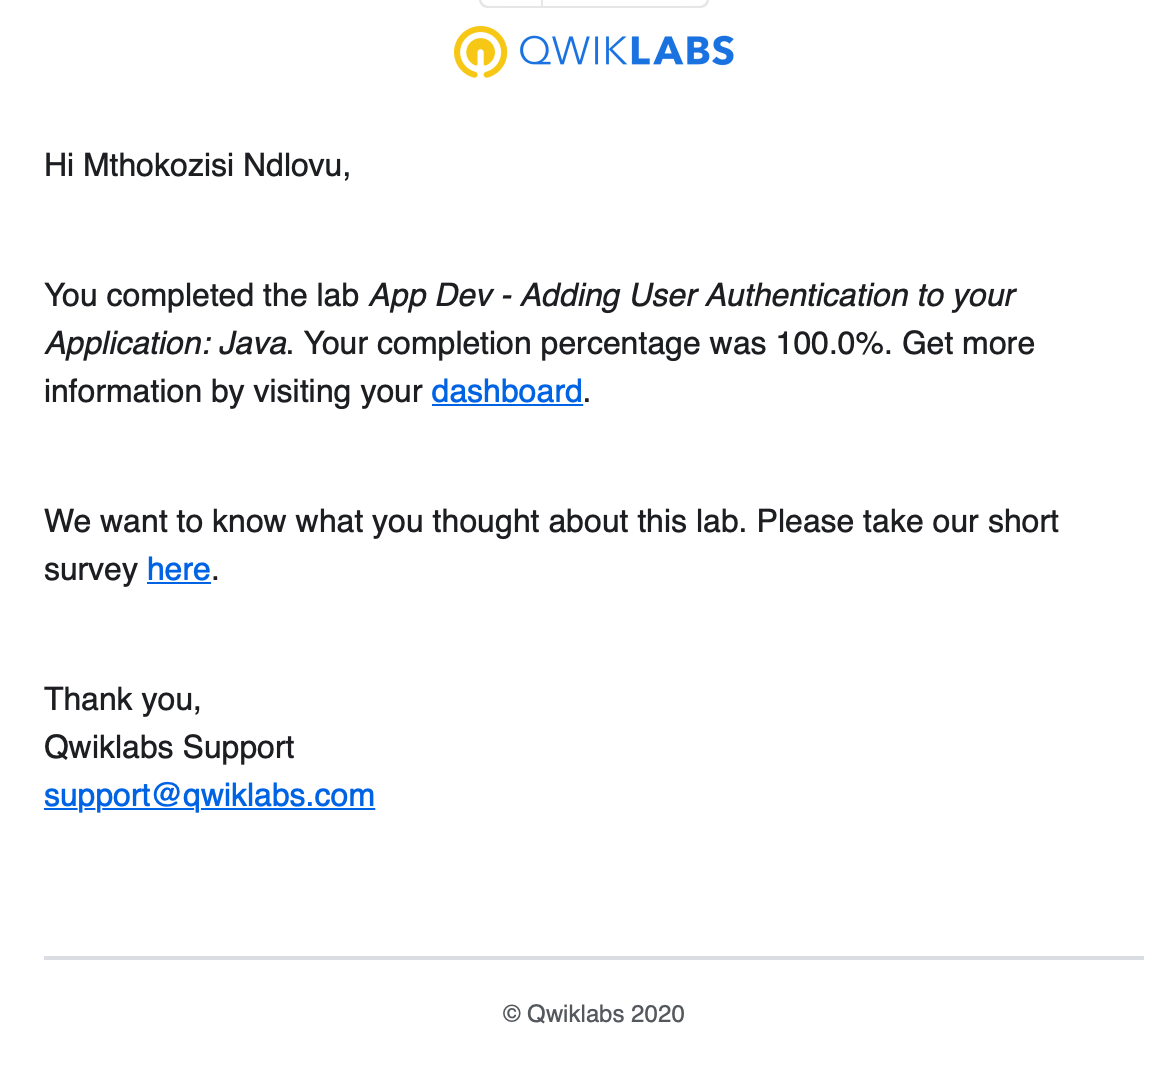 QWIKLABS
Hi Mthokozisi Ndlovu,
You completed the lab App Dev - Adding User Authentication to your
Application: Java. Your completion percentage was 100.0%. Get more
information by visiting your dashboard.
We want to know what you thought about this lab. Please take our short
survey here.
Thank you,
Qwiklabs Support
support@qwiklabs.com
© Qwiklabs 2020